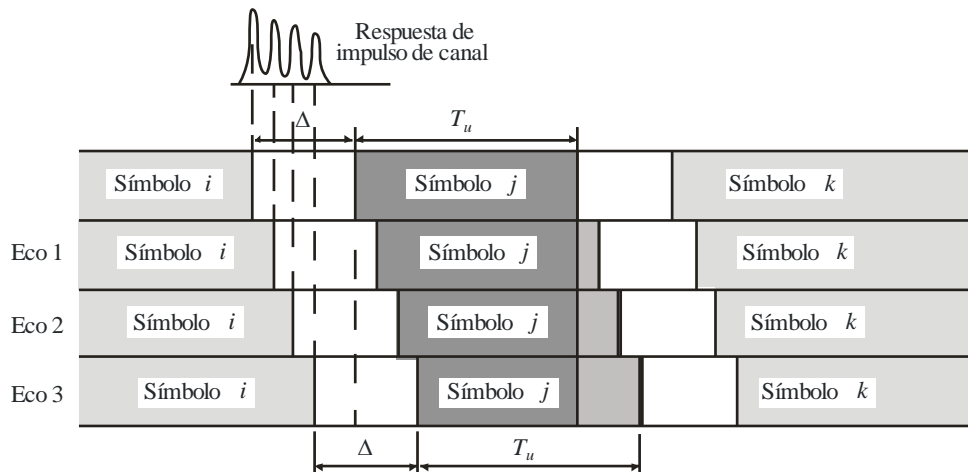 Respuesta de
impulso de canal
Δ
T_u
Símbolo i
Símbolo j
Símbolo k
Eco 1
Símbolo i
Símbolo j
Símbolo k
Eco 2
Símbolo i
Símbolo j
Símbolo k
Eco 3
Símbolo i
Símbolo j
Símbolo k
Δ
T_u